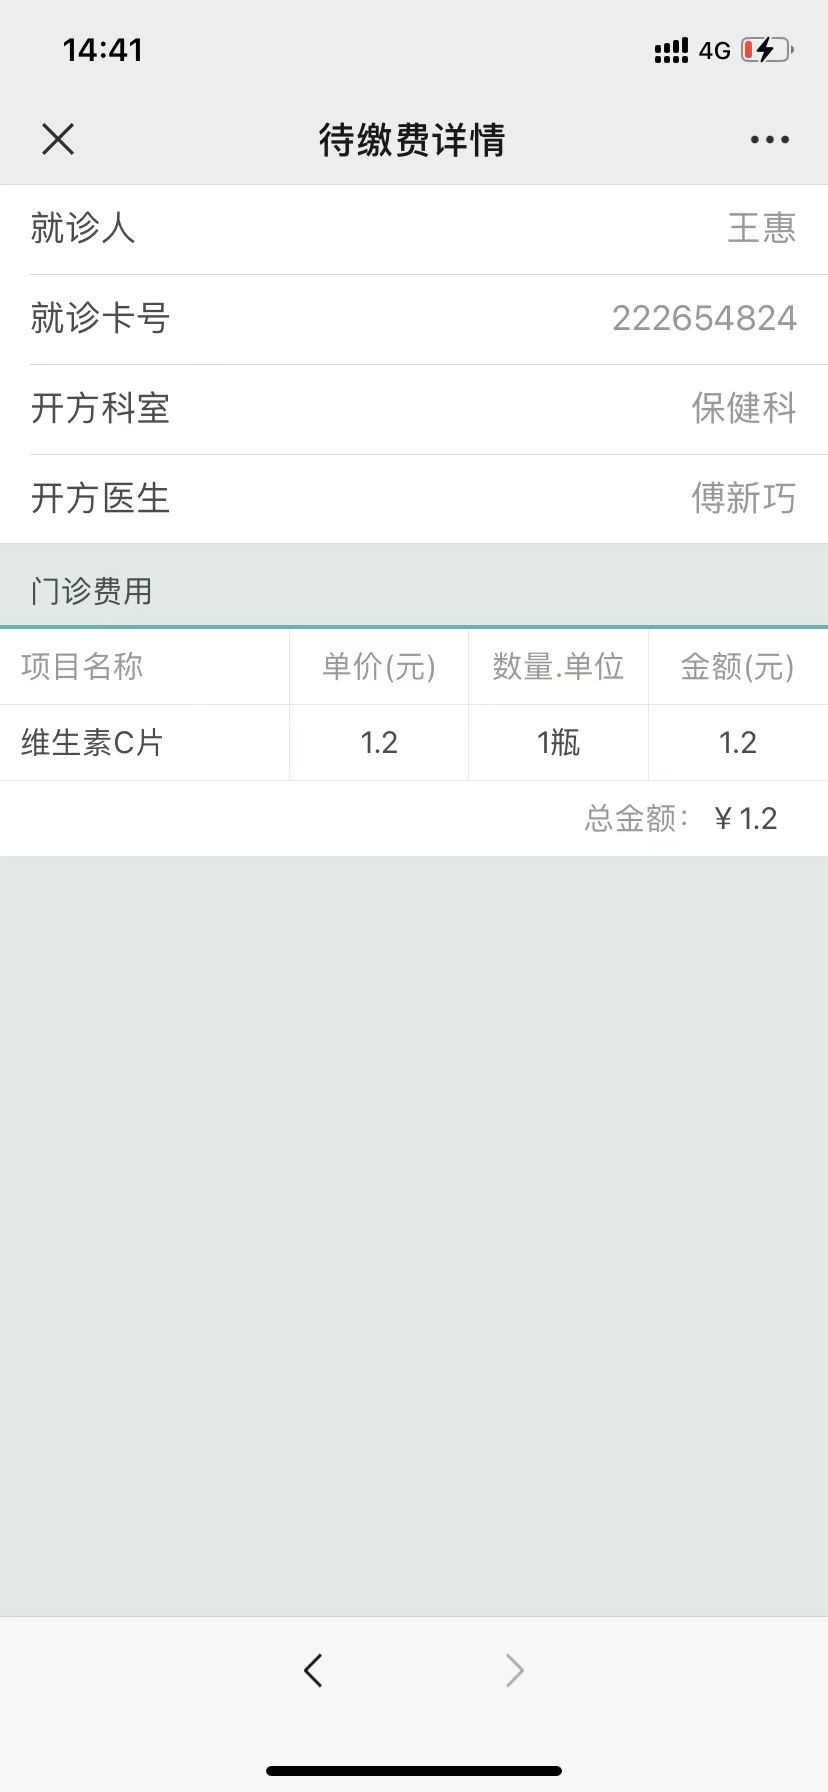 14:41 4G
待缴费详情
就诊人 王惠
就诊卡号 222654824
开方科室 保健科
开方医生 傅新巧
门诊费用
项目名称 单价(元) 数量.单位 金额(元)
维生素C片 1.2 1瓶 1.2
总金额： ¥ 1.2